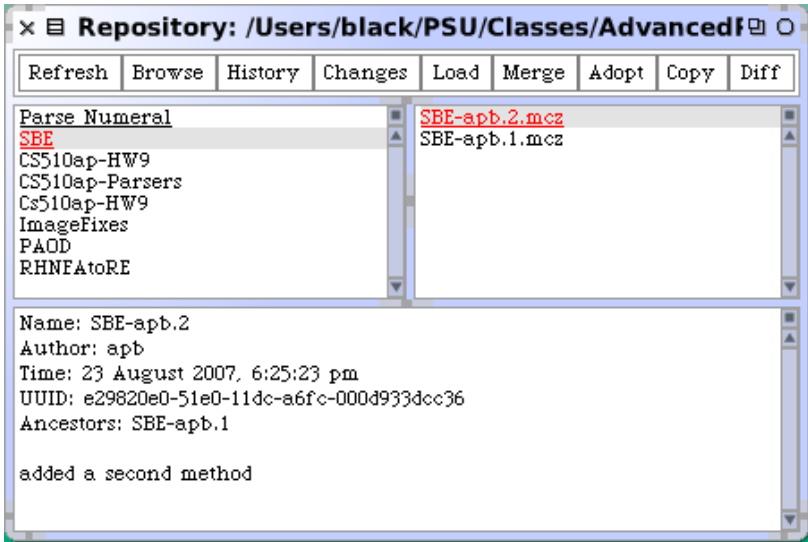 Repository: /Users/black/PSU/Classes/Advanced
Refresh Browse History Changes Load Merge Adopt Copy Diff
Parse Numeral
SBE
CS510ap-HW9
CS510ap-Parsers
Cs510ap-HW9
ImageFixes
PAOD
RHNFAtoRE
SBE-apb.2.mcz
SBE-apb.1.mcz
Name: SBE-apb.2
Author: apb
Time: 23 August 2007, 6:25:23 pm
UUID: e29820e0-51e0-11dc-a6fc-000d933dcc36
Ancestors: SBE-apb.1
added a second method